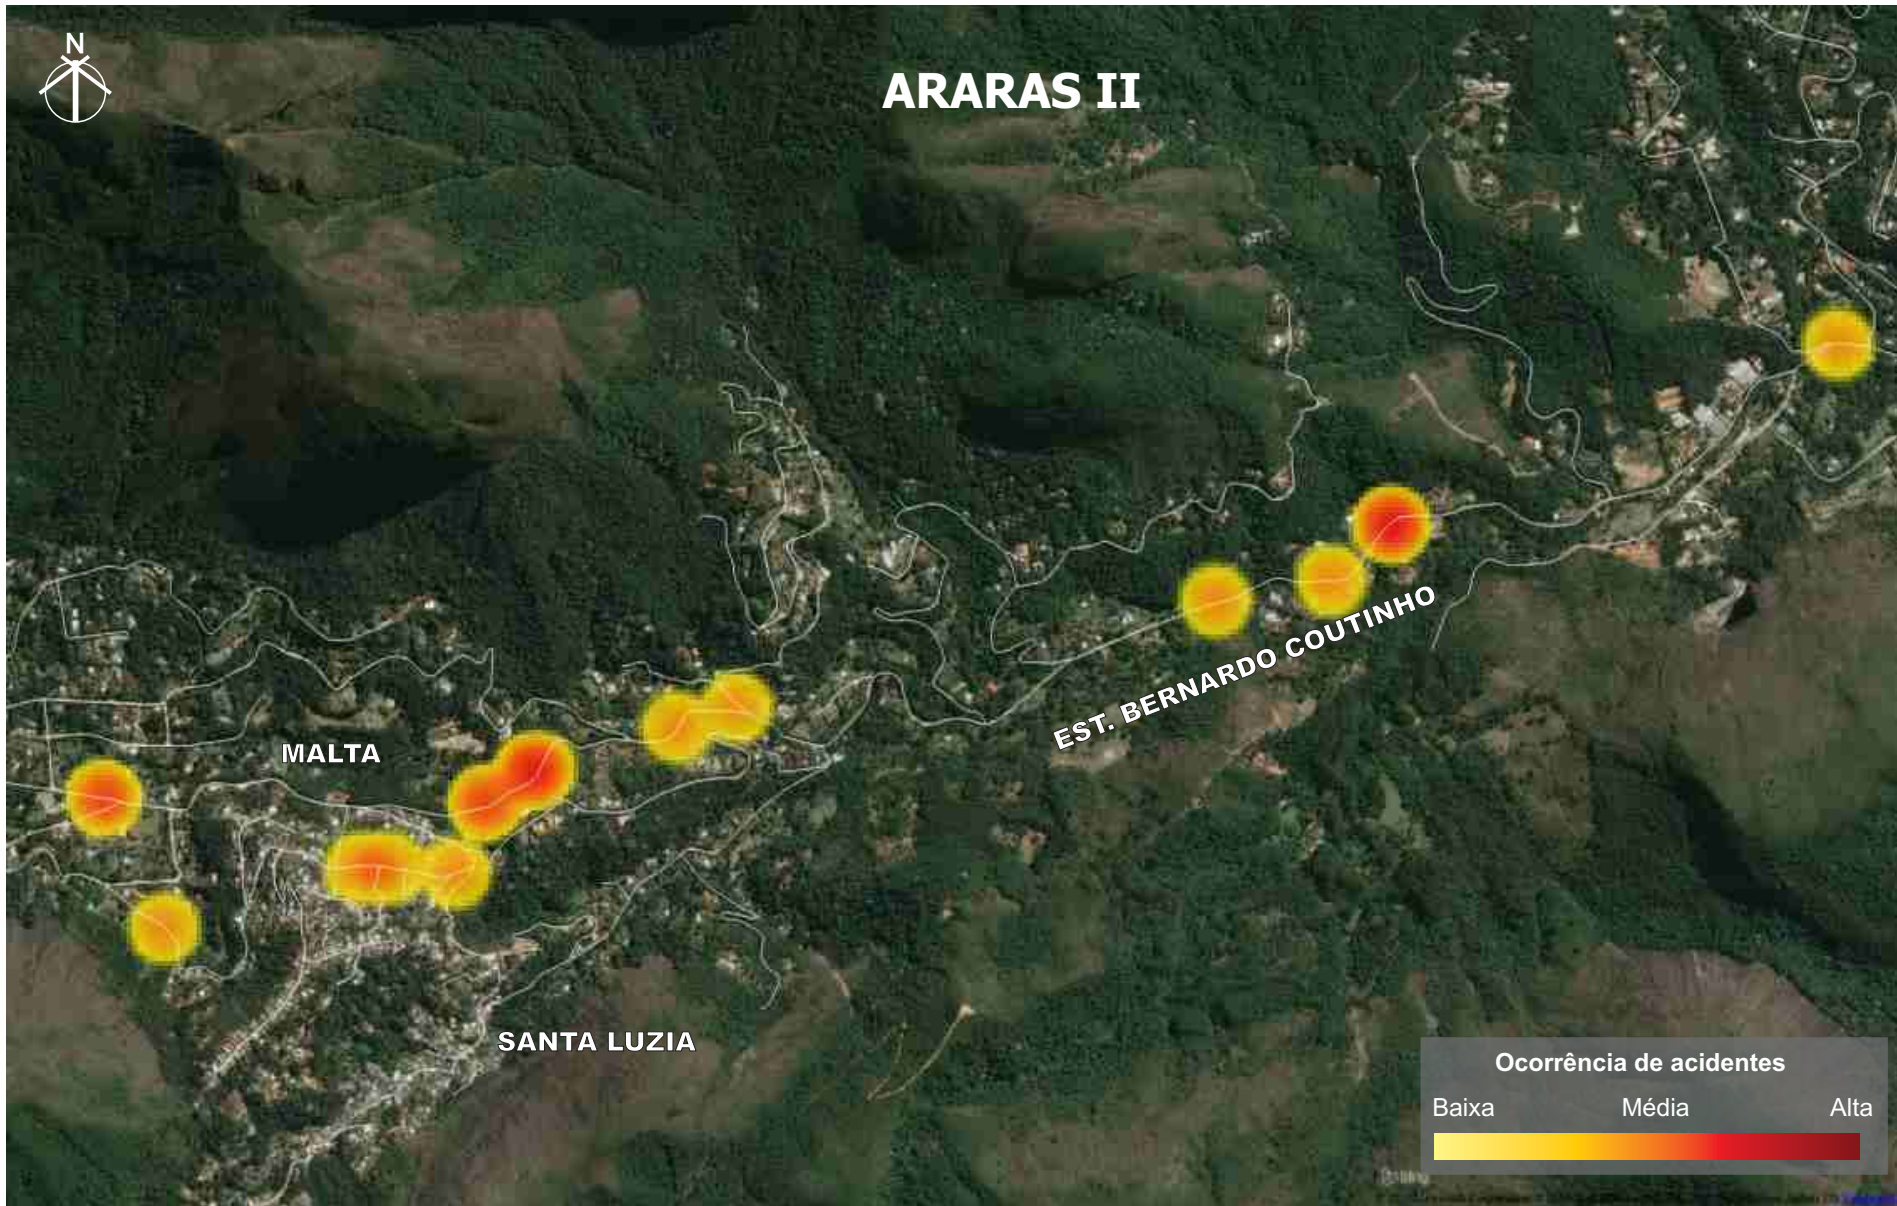 N
ARARAS II
EST. BERNARDO COUTINHO
MALTA
SANTA LUZIA
Ocorrência de acidentes
Baixa Média Alta